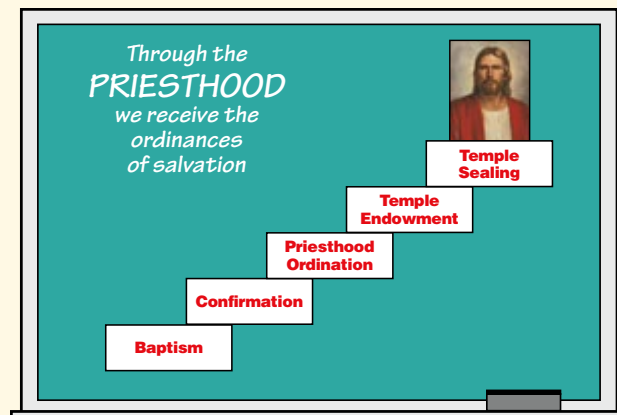 Through the
PRIESTHOOD
we receive the
ordinances
of salvation
Temple
Sealing
Temple
Endowment
Priesthood
Ordination
Confirmation
Baptism